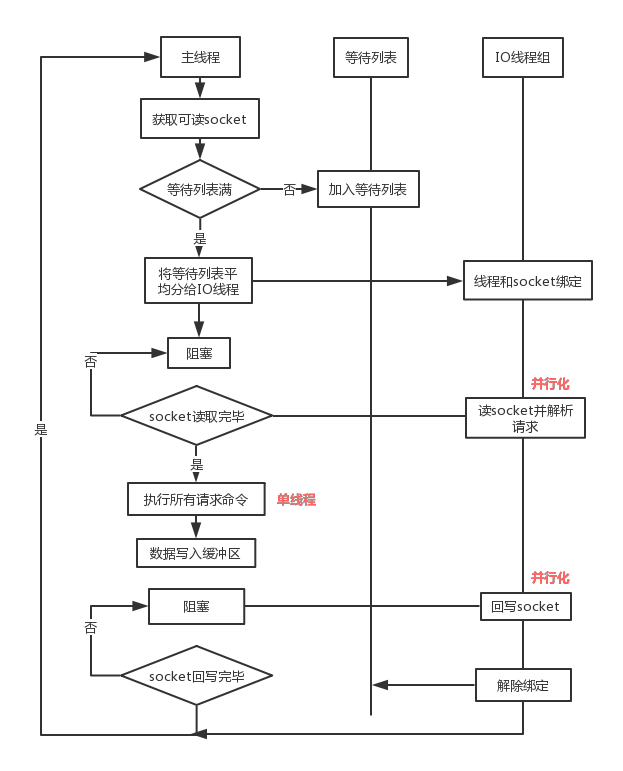 主线程
等待列表
IO线程组
获取可读socket
等待列表满
否
加入等待列表
是
将等待列表平
均分给IO线程
线程和socket绑定
阻塞
否
并行化
socket读取完毕
读socket并解析
请求
是
是
执行所有请求命令
单线程
数据写入缓冲区
并行化
阻塞
回写socket
否
socket回写完毕
解除绑定